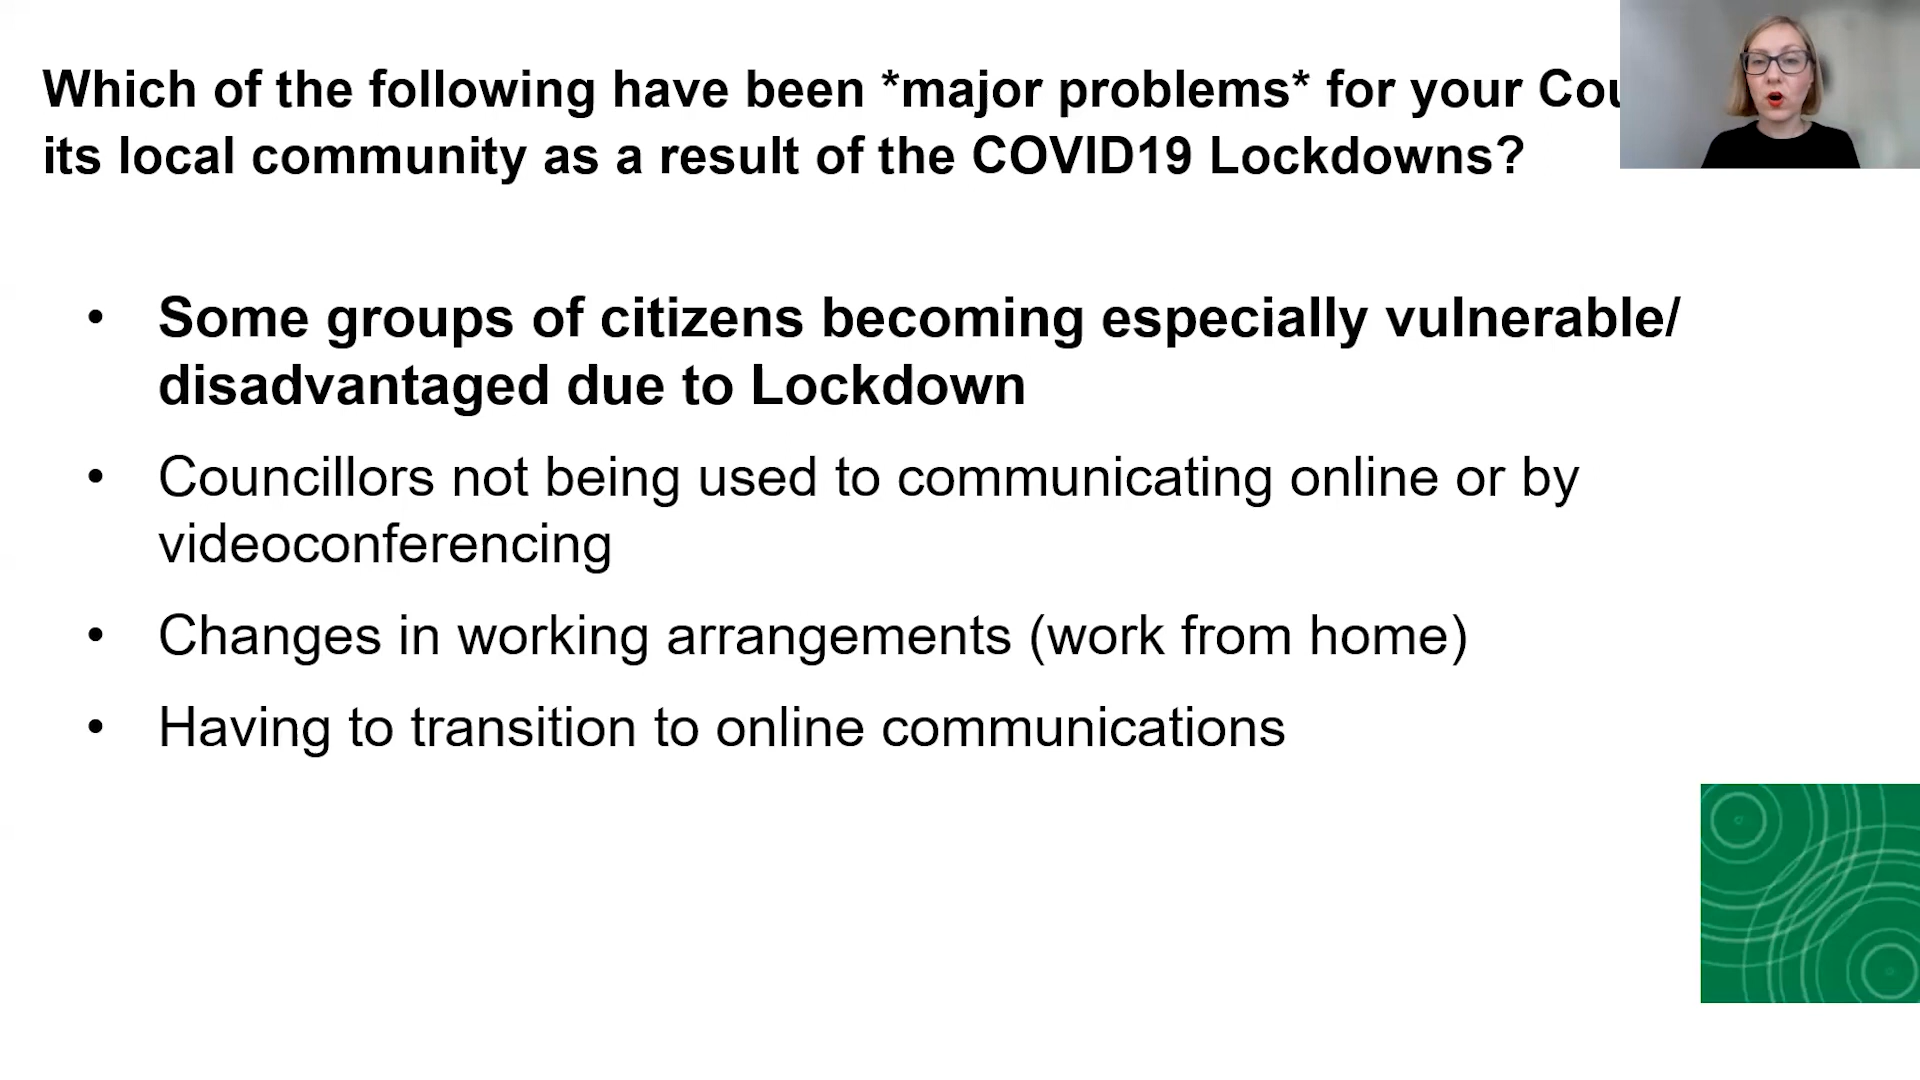 Which of the following have been *major problems* for your
its local community as a result of the COVID19 Lockdowns?
• Some groups of citizens becoming especially vulnerable/
disadvantaged due to Lockdown
• Councillors not being used to communicating online or by
videoconferencing
• Changes in working arrangements (work from home)
• Having to transition to online communications